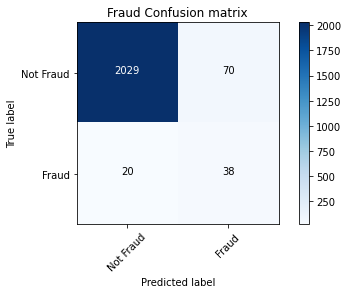 Fraud Confusion matrix
True label
Not Fraud
2029 70
Fraud
20 38
Not Fraud Fraud
Predicted label
2000
1750
1500
1250
1000
750
500
250